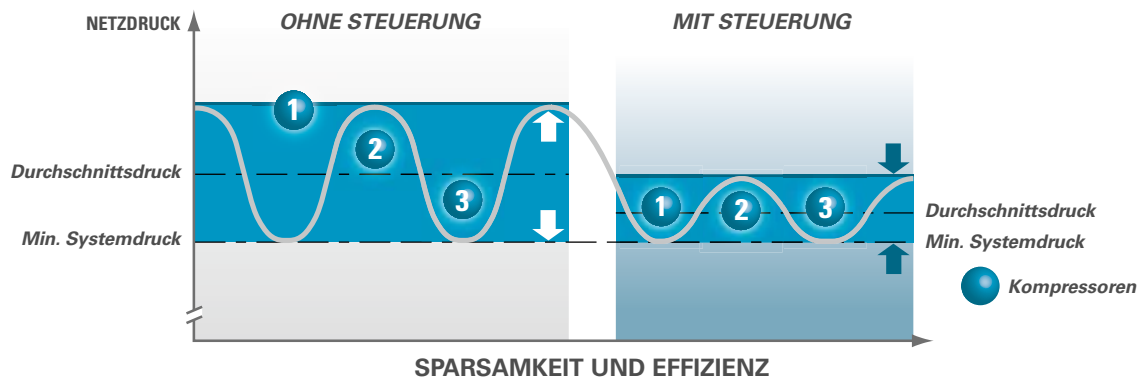 NETZDRUCK
OHNE STEUERUNG
MIT STEUERUNG
1
2
3
1
2
3
Durchschnittsdruck
Min. Systemdruck
Durchschnittsdruck
Min. Systemdruck
Kompressoren
SPARSAMKEIT UND EFFIZIENZ